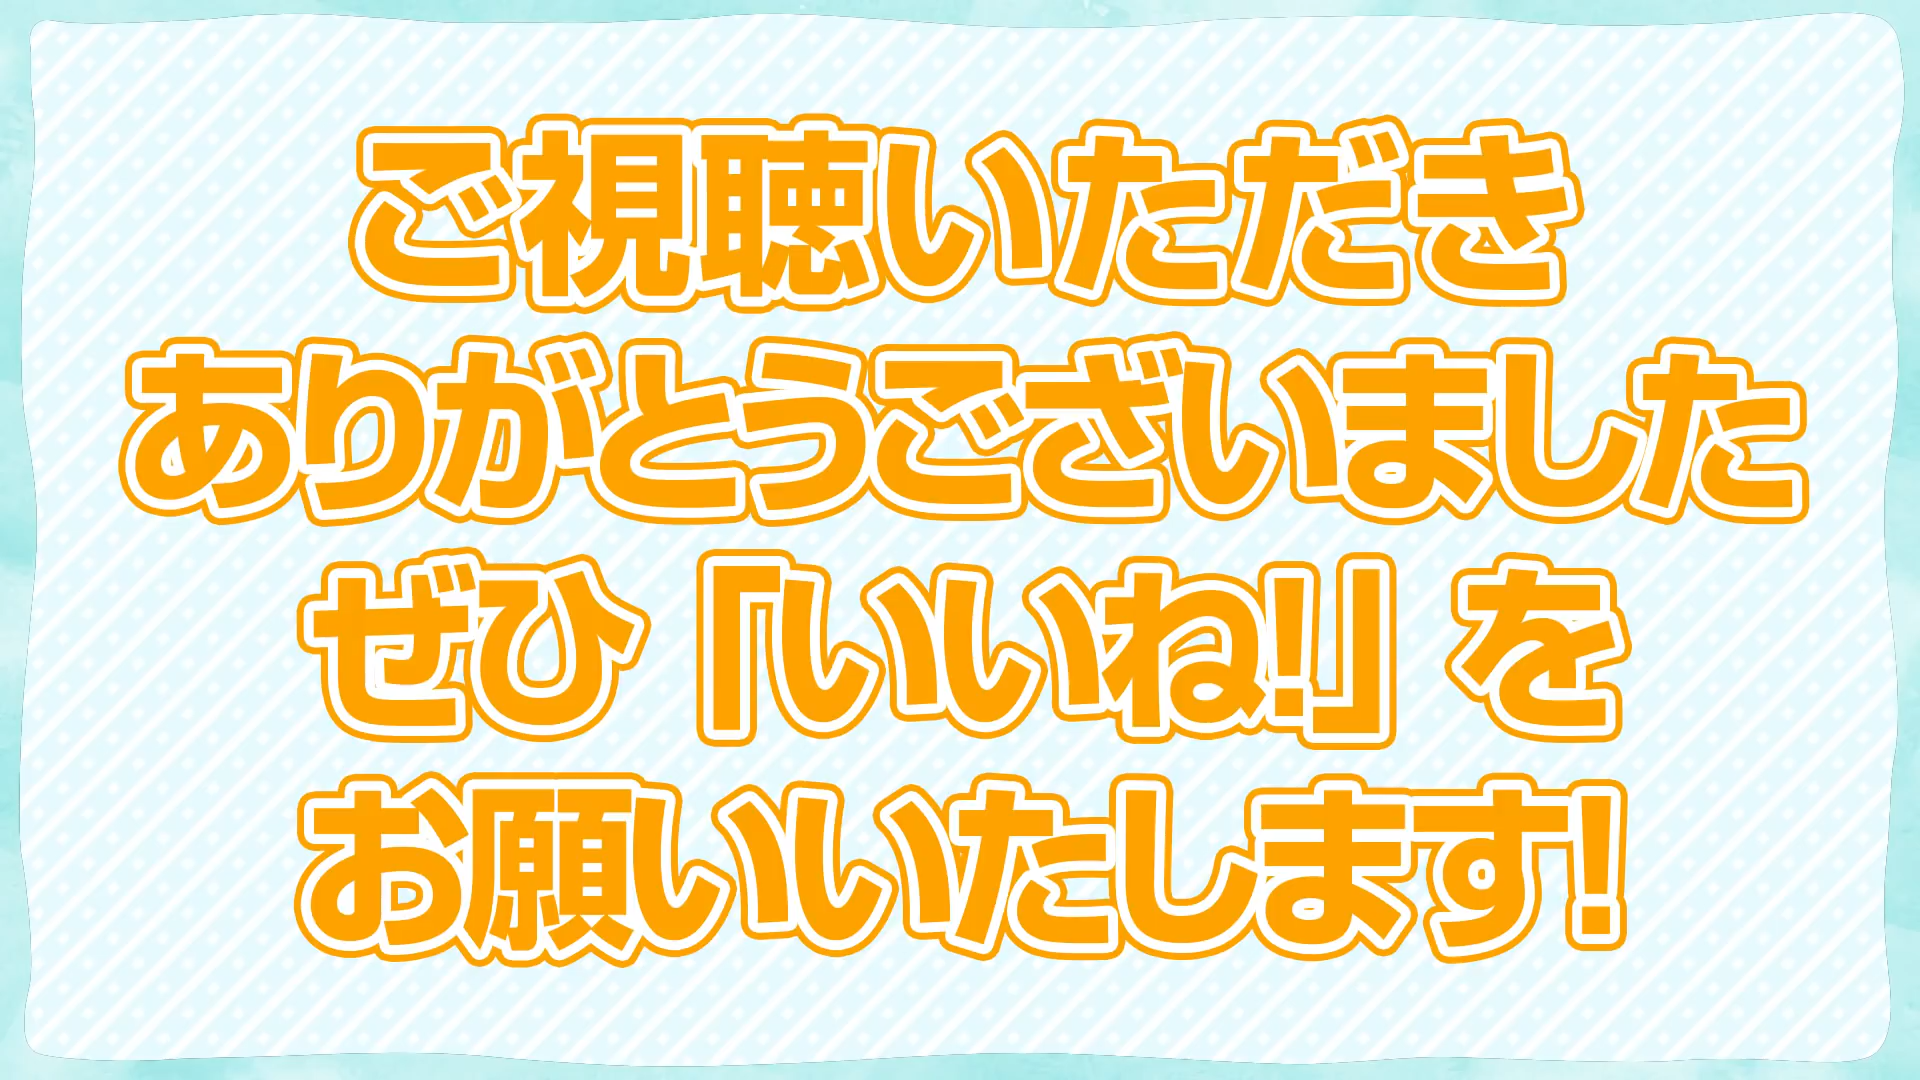 ご視聴いただき
ありがとうございました
ぜひ「いいね!」を
お願いいたします!